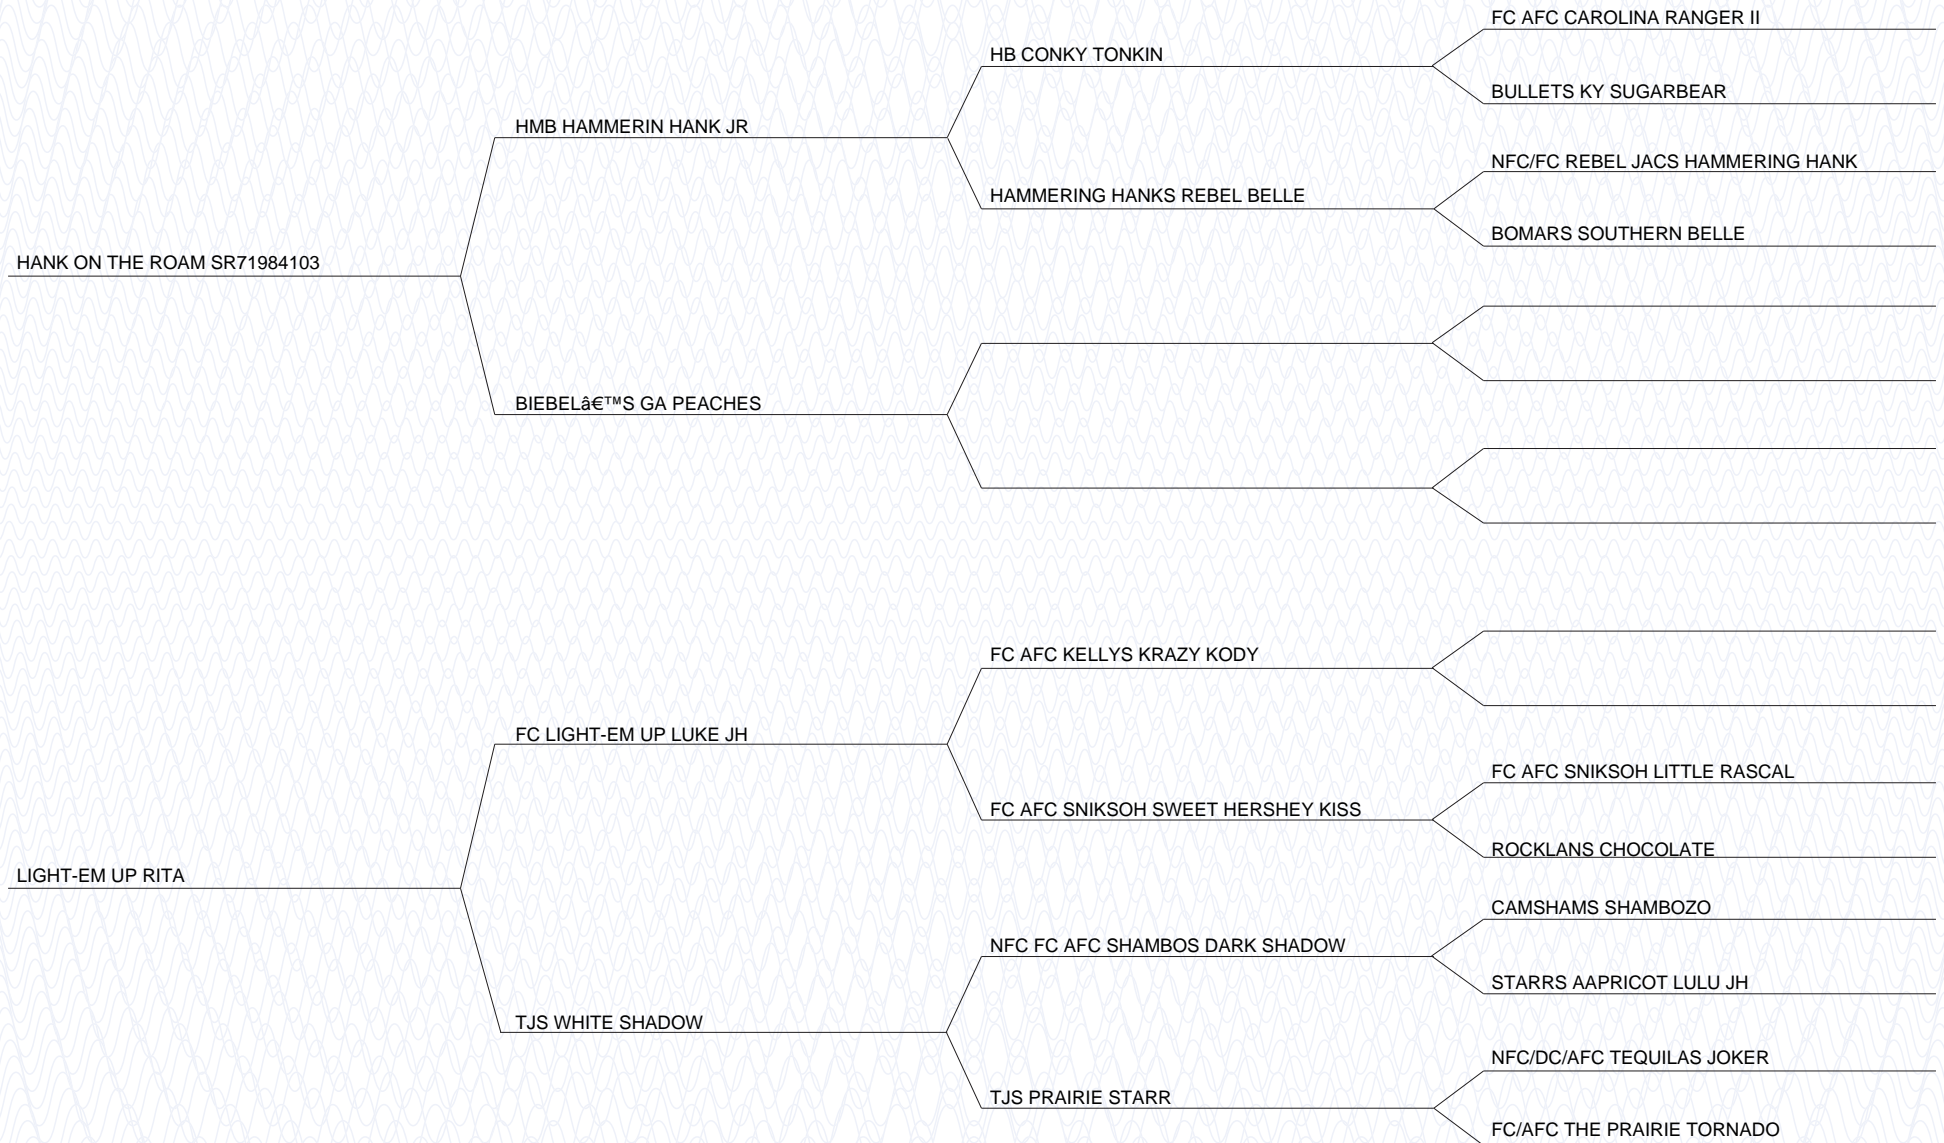 FC AFC CAROLINA RANGER II
HB CONKY TONKIN
BULLETS KY SUGARBEAR
HMB HAMMERIN HANK JR
NFC/FC REBEL JACS HAMMERING HANK
HAMMERING HANKS REBEL BELLE
BOMARS SOUTHERN BELLE
HANK ON THE ROAM SR71984103
BIEBELâ€™S GA PEACHES
FC AFC KELLYS KRAZY KODY
FC LIGHT-EM UP LUKE JH
FC AFC SNIKSOH LITTLE RASCAL
FC AFC SNIKSOH SWEET HERSHEY KISS
ROCKLANS CHOCOLATE
LIGHT-EM UP RITA
CAMSHAMS SHAMBOZO
NFC FC AFC SHAMBOS DARK SHADOW
STARRS AAPRICOT LULU JH
TJS WHITE SHADOW
NFC/DC/AFC TEQUILAS JOKER
TJS PRAIRIE STARR
FC/AFC THE PRAIRIE TORNADO